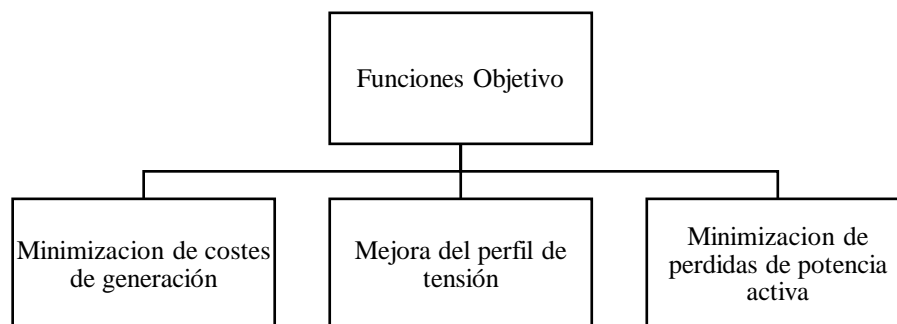 Funciones Objetivo
Minimizacion de costes
de generación
Mejora del perfil de
tensión
Minimizacion de
perdidas de potencia
activa